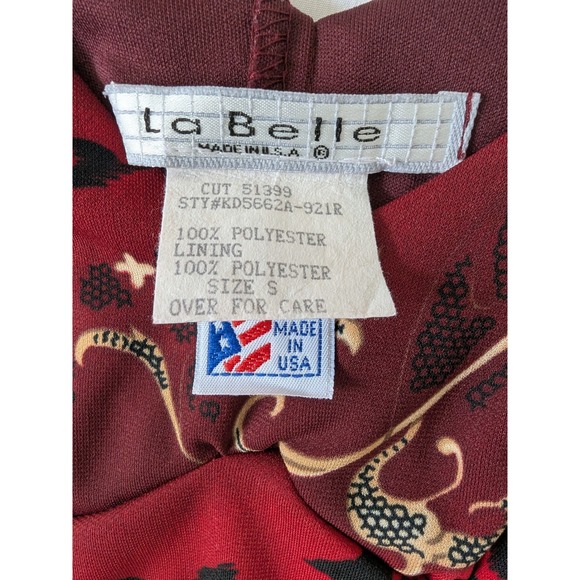 La Belle
MADE IN U.S.A ©
CUT 51399
STY#KD5662A-921R
100% POLYESTER
LINING
100% POLYESTER
SIZE S
OVER FOR CARE
MADE
IN
USA